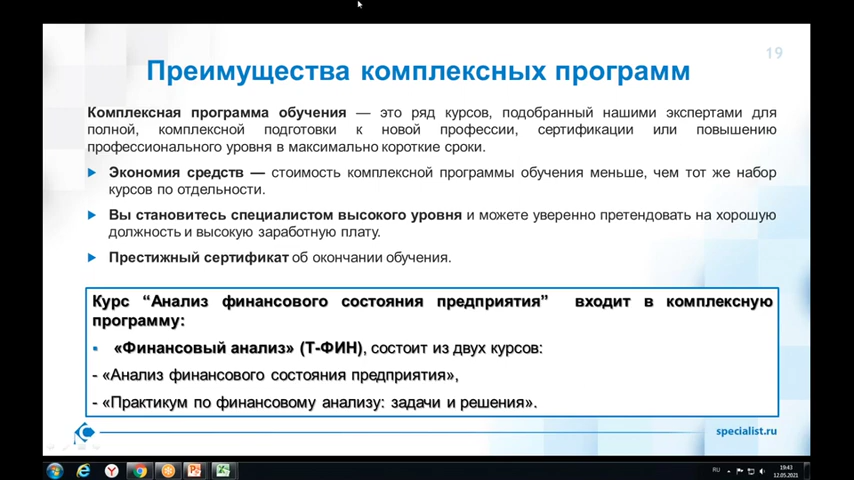 19
Преимущества комплексных программ
Комплексная программа обучения — это ряд курсов, подобранный нашими экспертами для
полной, комплексной подготовки к новой профессии, сертификации или повышению
профессионального уровня в максимально короткие сроки.
Экономия средств — стоимость комплексной программы обучения меньше, чем тот же набор
курсов по отдельности.
Вы становитесь специалистом высокого уровня и можете уверенно претендовать на хорошую
должность и высокую заработную плату.
Престижный сертификат об окончании обучения.
Курс “Анализ финансового состояния предприятия” входит в комплексную
программу:
▪ «Финансовый анализ» (Т-ФИН), состоит из двух курсов:
- «Анализ финансового состояния предприятия»,
- «Практикум по финансовому анализу: задачи и решения».
specialist.ru
RU
19:43
12.05.2021